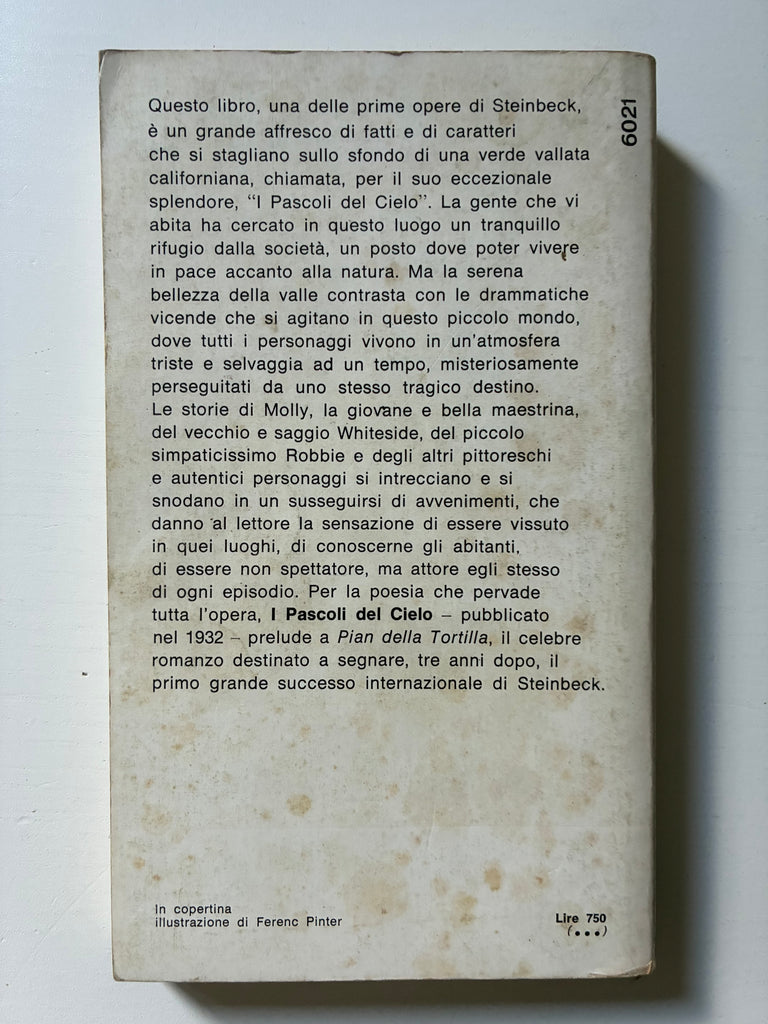 Questo libro, una delle prime opere di Steinbeck,
è un grande affresco di fatti e di caratteri
che si stagliano sullo sfondo di una verde vallata
californiana, chiamata, per il suo eccezionale
splendore, “I Pascoli del Cielo”. La gente che vi
abita ha cercato in questo luogo un tranquillo
rifugio dalla società, un posto dove poter vivere
in pace accanto alla natura. Ma la serena
bellezza della valle contrasta con le drammatiche
vicende che si agitano in questo piccolo mondo,
dove tutti i personaggi vivono in un'atmosfera
triste e selvaggia ad un tempo, misteriosamente
perseguitati da uno stesso tragico destino.
Le storie di Molly, la giovane e bella maestrina,
del vecchio e saggio Whiteside, del piccolo
simpaticissimo Robbie e degli altri pittoreschi
e autentici personaggi si intrecciano e si
snodano in un susseguirsi di avvenimenti, che
danno al lettore la sensazione di essere vissuto
in quei luoghi, di conoscerne gli abitanti,
di essere non spettatore, ma attore egli stesso
di ogni episodio. Per la poesia che pervade
tutta l'opera, I Pascoli del Cielo – pubblicato
nel 1932 – prelude a Pian della Tortilla, il celebre
romanzo destinato a segnare, tre anni dopo, il
primo grande successo internazionale di Steinbeck.
6021
In copertina
illustrazione di Ferenc Pinter
Lire 750
(•••)